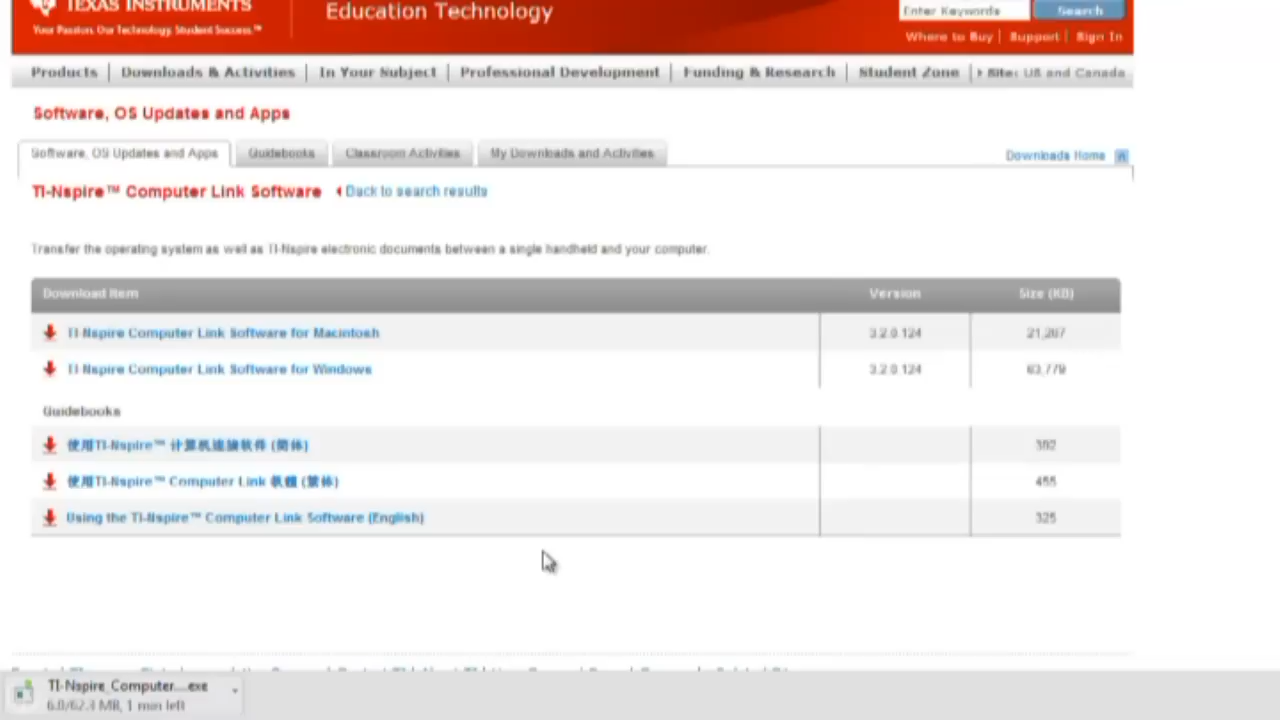 TEXAS INSTRUMENTS
Your Passion. Our Technology. Student Success.™
Education Technology
Enter Keywords
Search
Where to Buy | Support | Sign In
Products | Downloads & Activities | In Your Subject | Professional Development | Funding & Research | Student Zone | Site: US and Canada
Software, OS Updates and Apps
Software, OS Updates and Apps Guidebooks Classroom Activities My Downloads and Activities Downloads Home
TI-Nspire™ Computer Link Software Back to search results
Transfer the operating system as well as TI-Nspire electronic documents between a single handheld and your computer.
Download Item Version Size (KB)
TI-Nspire Computer Link Software for Macintosh 3.2.0.124 21,267
TI-Nspire Computer Link Software for Windows 3.2.0.124 63,779
Guidebooks
使用TI-Nspire™ 计算机连接软件 (简体) 392
使用TI-Nspire™ Computer Link 軟體 (繁体) 455
Using the TI-Nspire™ Computer Link Software (English) 325
TI-Nspire_Computer....exe
6.0/62.3 MB, 1 min left